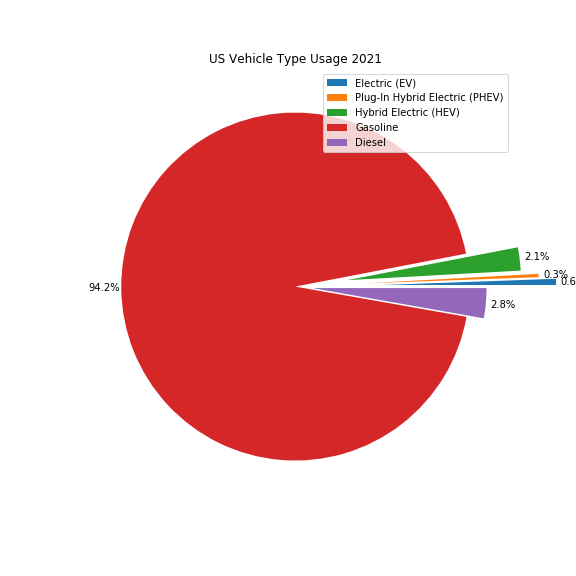 US Vehicle Type Usage 2021
Electric (EV)
Plug-In Hybrid Electric (PHEV)
Hybrid Electric (HEV)
Gasoline
Diesel
2.1%
0.3%
0.6
94.2%
2.8%